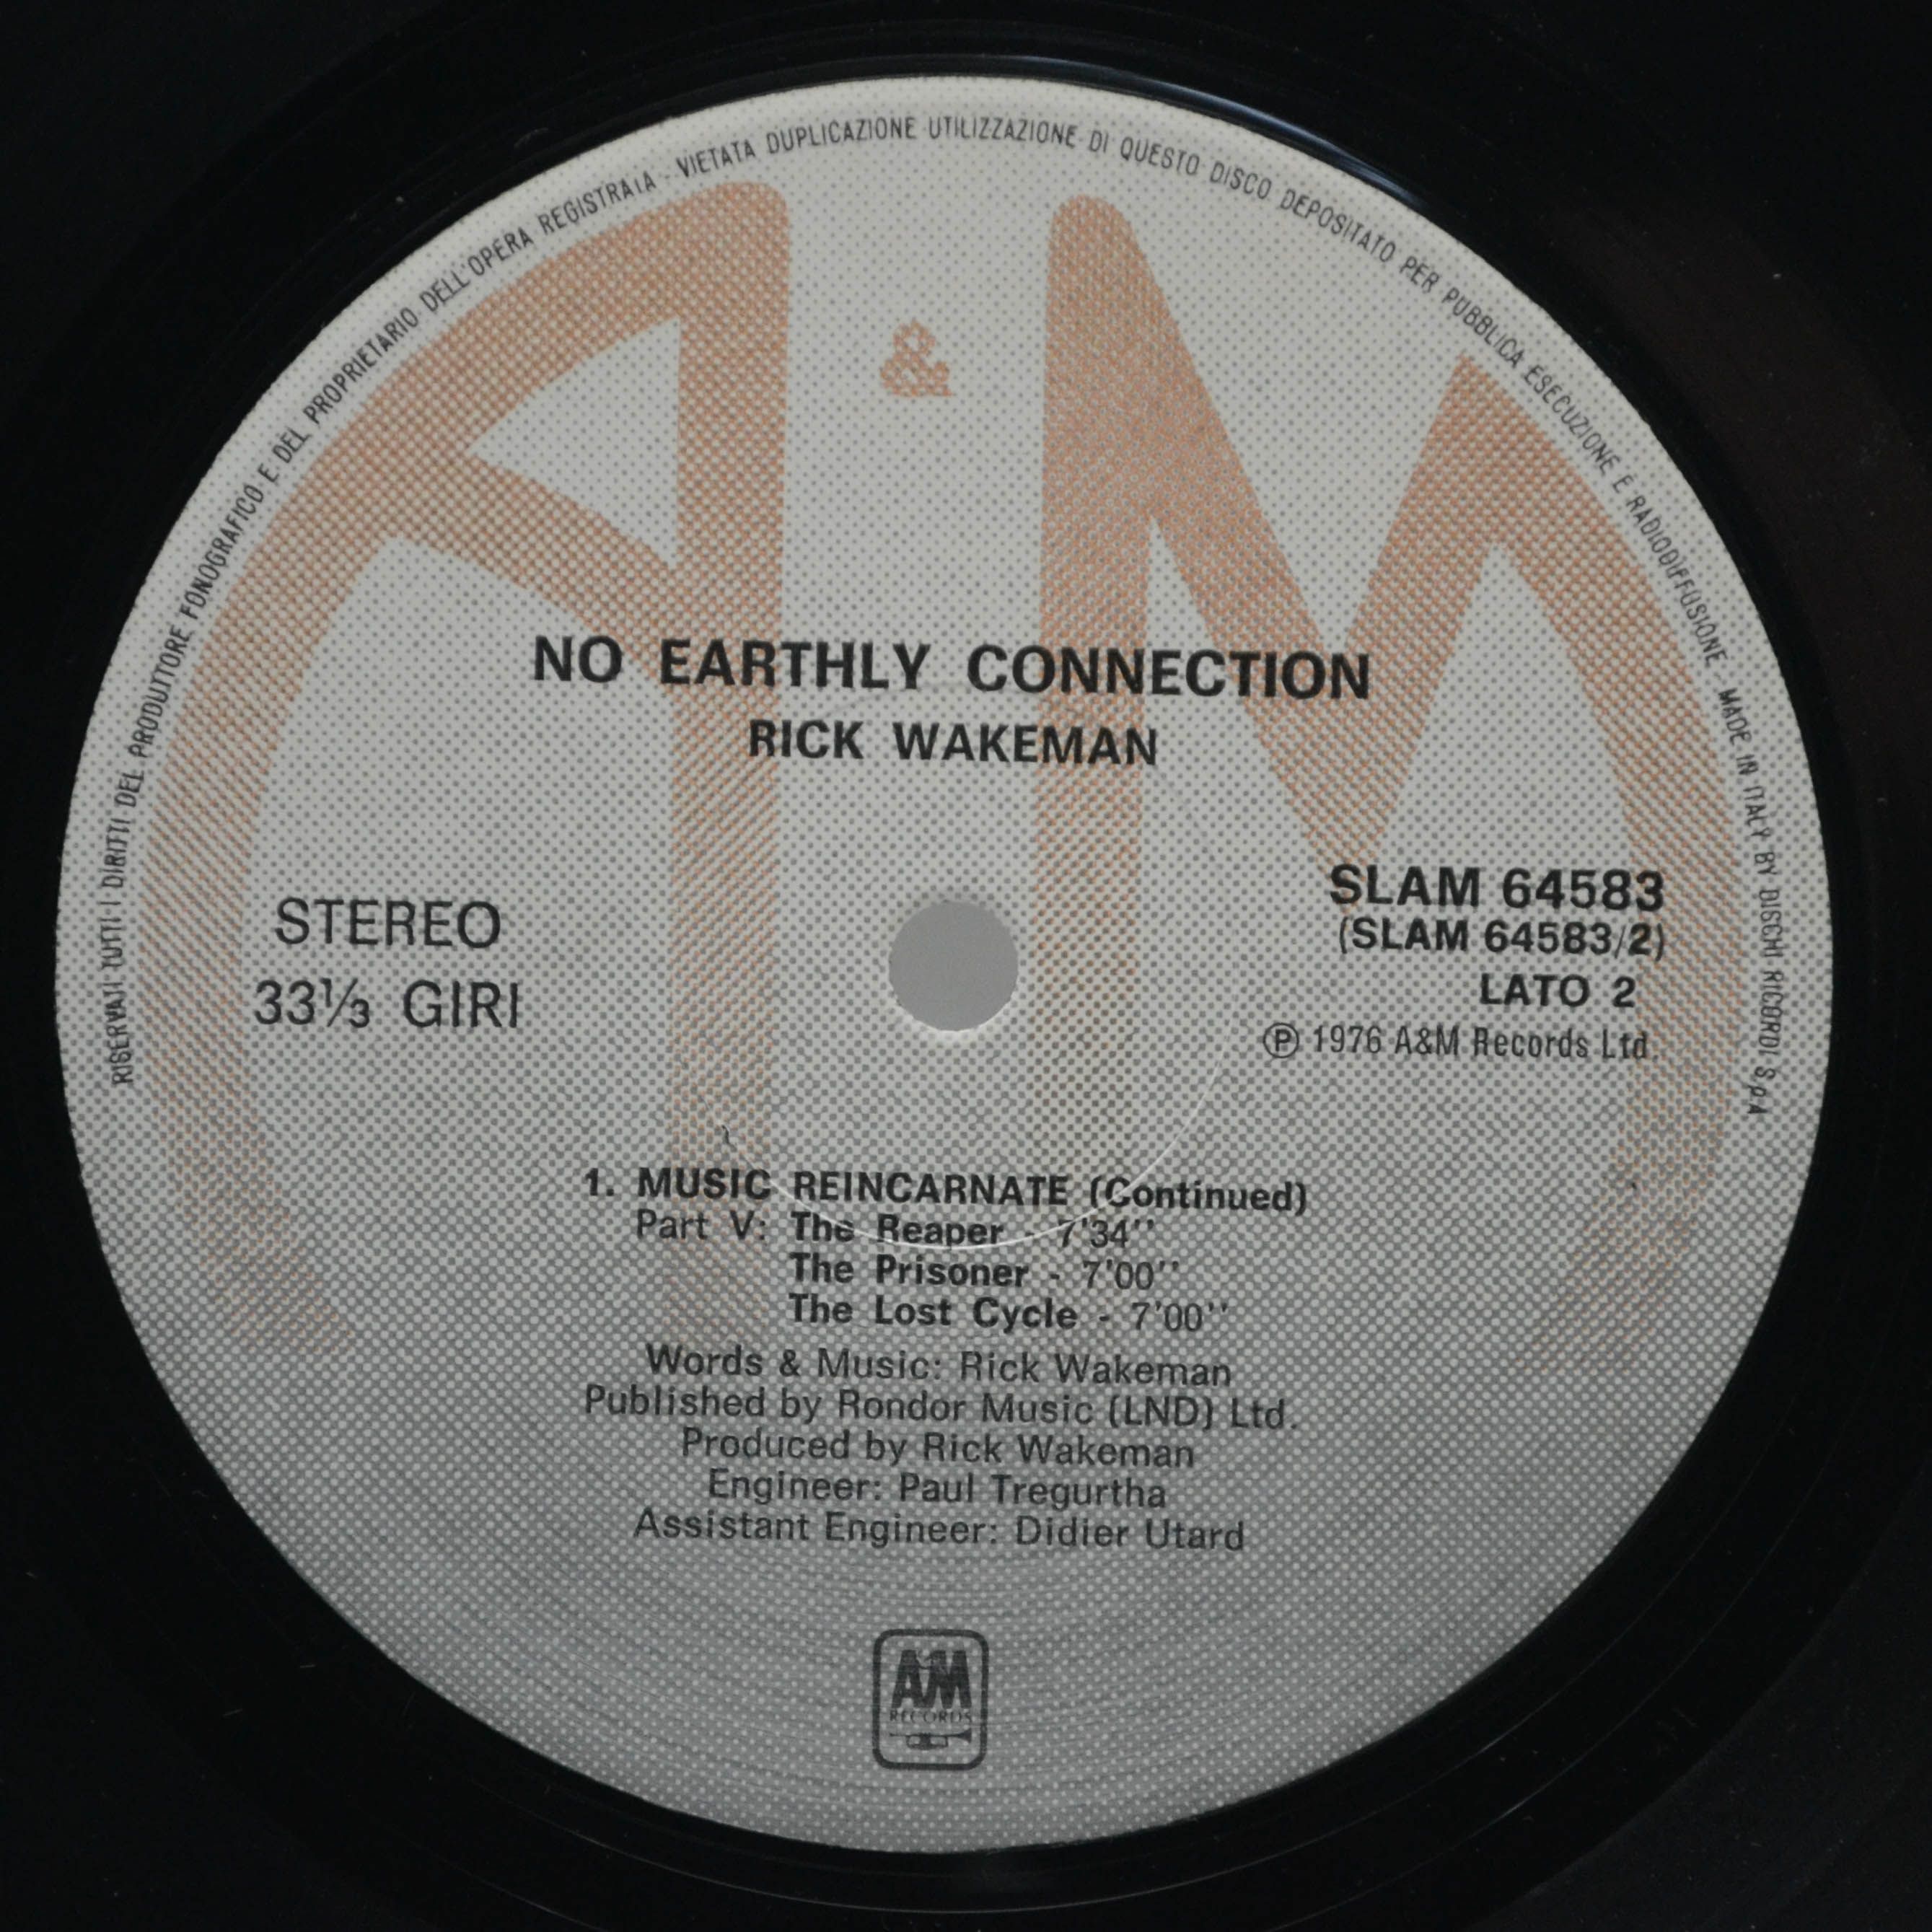 RISERVATI TUTTI I DIRITTI DEL PRODUTTORE FONOGRAFICO E DEL PROPRIETARIO DELL'OPERA REGISTRATA - VIETATA DUPLICAZIONE UTILIZZAZIONE DI QUESTO DISCO DEPOSITATO PER PUBBLICA ESECUZIONE E RADIODIFFUSIONE MADE IN ITALY BY DISCHI RICORDI S.p.A
A & M
NO EARTHLY CONNECTION
RICK WAKEMAN
STEREO
33⅓ GIRI
SLAM 64583
(SLAM 64583/2)
LATO 2
℗ 1976 A&M Records Ltd.
1. MUSIC REINCARNATE (Continued)
Part V: The Reaper - 7'34''
The Prisoner - 7'00''
The Lost Cycle - 7'00''
Words & Music: Rick Wakeman
Published by Rondor Music (LND) Ltd.
Produced by Rick Wakeman
Engineer: Paul Tregurtha
Assistant Engineer: Didier Utard
A&M
RECORDS